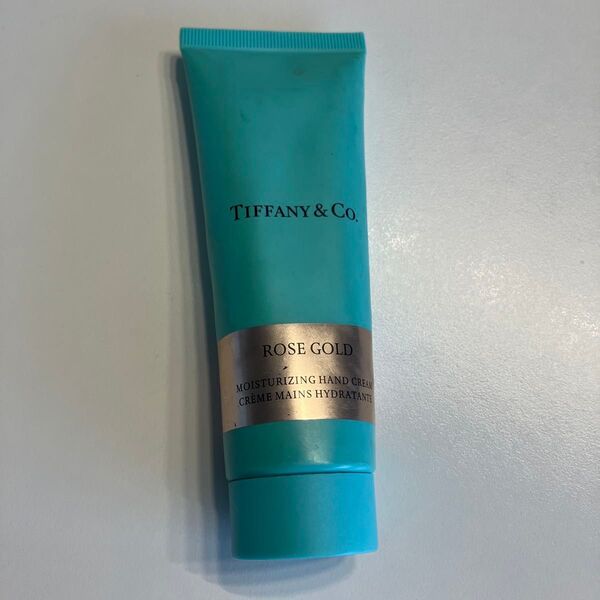 TIFFANY & CO.
ROSE GOLD
MOISTURIZING HAND CREAM
CRÈME MAINS HYDRATANTE